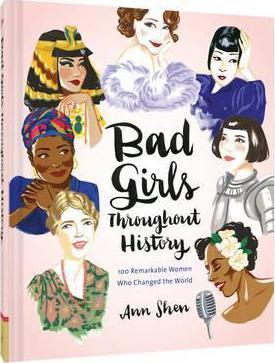 Bad
Girls
Throughout
History
100 Remarkable Women
Who Changed the World
Ann Shen